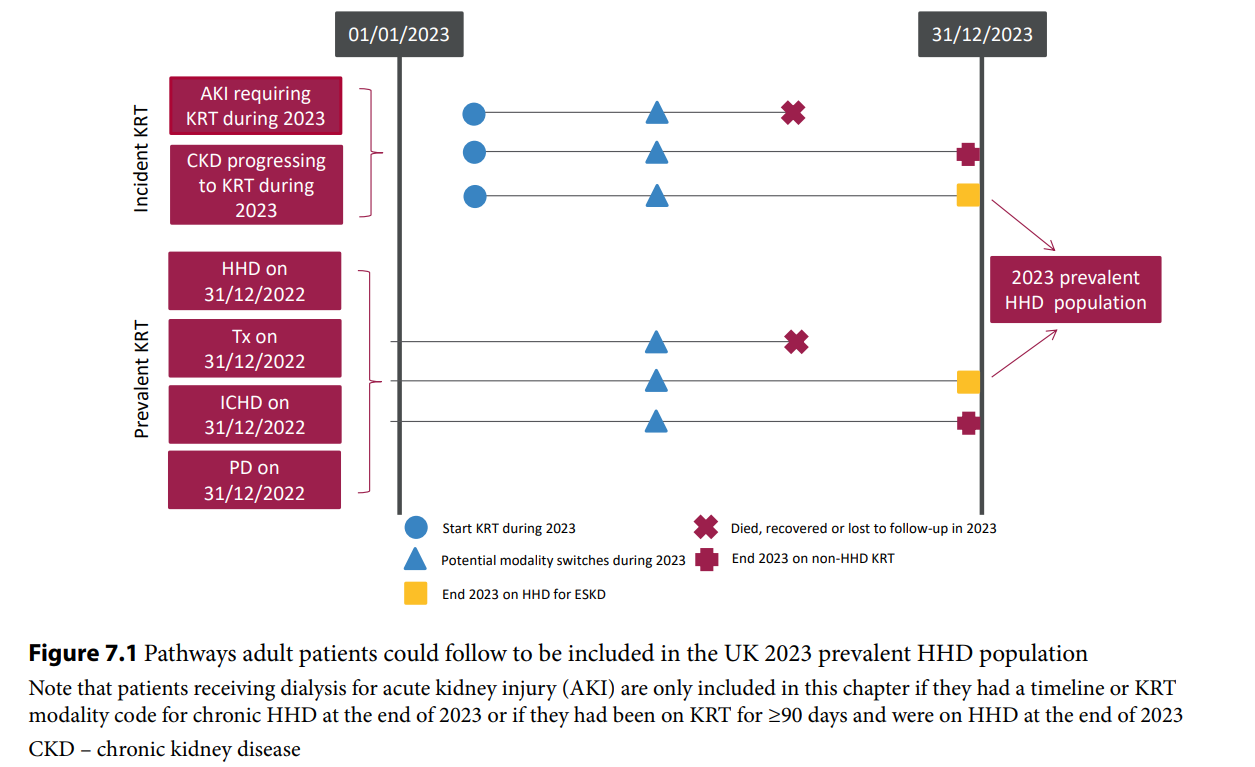 01/01/2023
31/12/2023
Incident KRT
AKI requiring
KRT during 2023
CKD progressing
to KRT during
2023
Prevalent KRT
HHD on
31/12/2022
Tx on
31/12/2022
ICHD on
31/12/2022
PD on
31/12/2022
2023 prevalent
HHD population
Start KRT during 2023
Died, recovered or lost to follow-up in 2023
Potential modality switches during 2023
End 2023 on non-HHD KRT
End 2023 on HHD for ESKD
Figure 7.1 Pathways adult patients could follow to be included in the UK 2023 prevalent HHD population
Note that patients receiving dialysis for acute kidney injury (AKI) are only included in this chapter if they had a timeline or KRT
modality code for chronic HHD at the end of 2023 or if they had been on KRT for ≥90 days and were on HHD at the end of 2023
CKD – chronic kidney disease